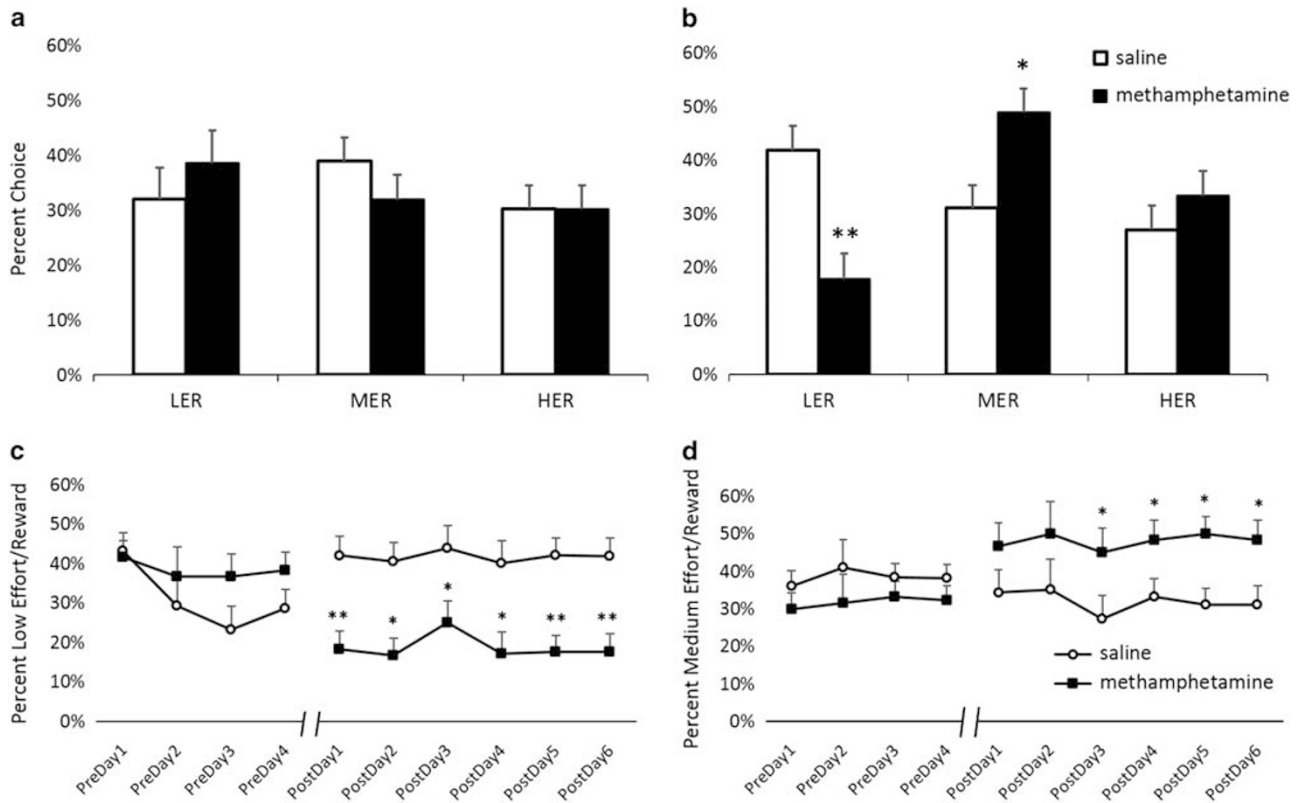 a
Percent Choice
60%
50%
40%
30%
20%
10%
0%
LER MER HER
b
60%
50%
40%
30%
20%
10%
0%
saline
methamphetamine
*
**
LER MER HER
c
Percent Low Effort/Reward
60%
50%
40%
30%
20%
10%
0%
** * * * ** **
PreDay1 PreDay2 PreDay3 PreDay4 PostDay1 PostDay2 PostDay3 PostDay4 PostDay5 PostDay6
d
Percent Medium Effort/Reward
60%
50%
40%
30%
20%
10%
0%
* * * *
saline
methamphetamine
PreDay1 PreDay2 PreDay3 PreDay4 PostDay1 PostDay2 PostDay3 PostDay4 PostDay5 PostDay6